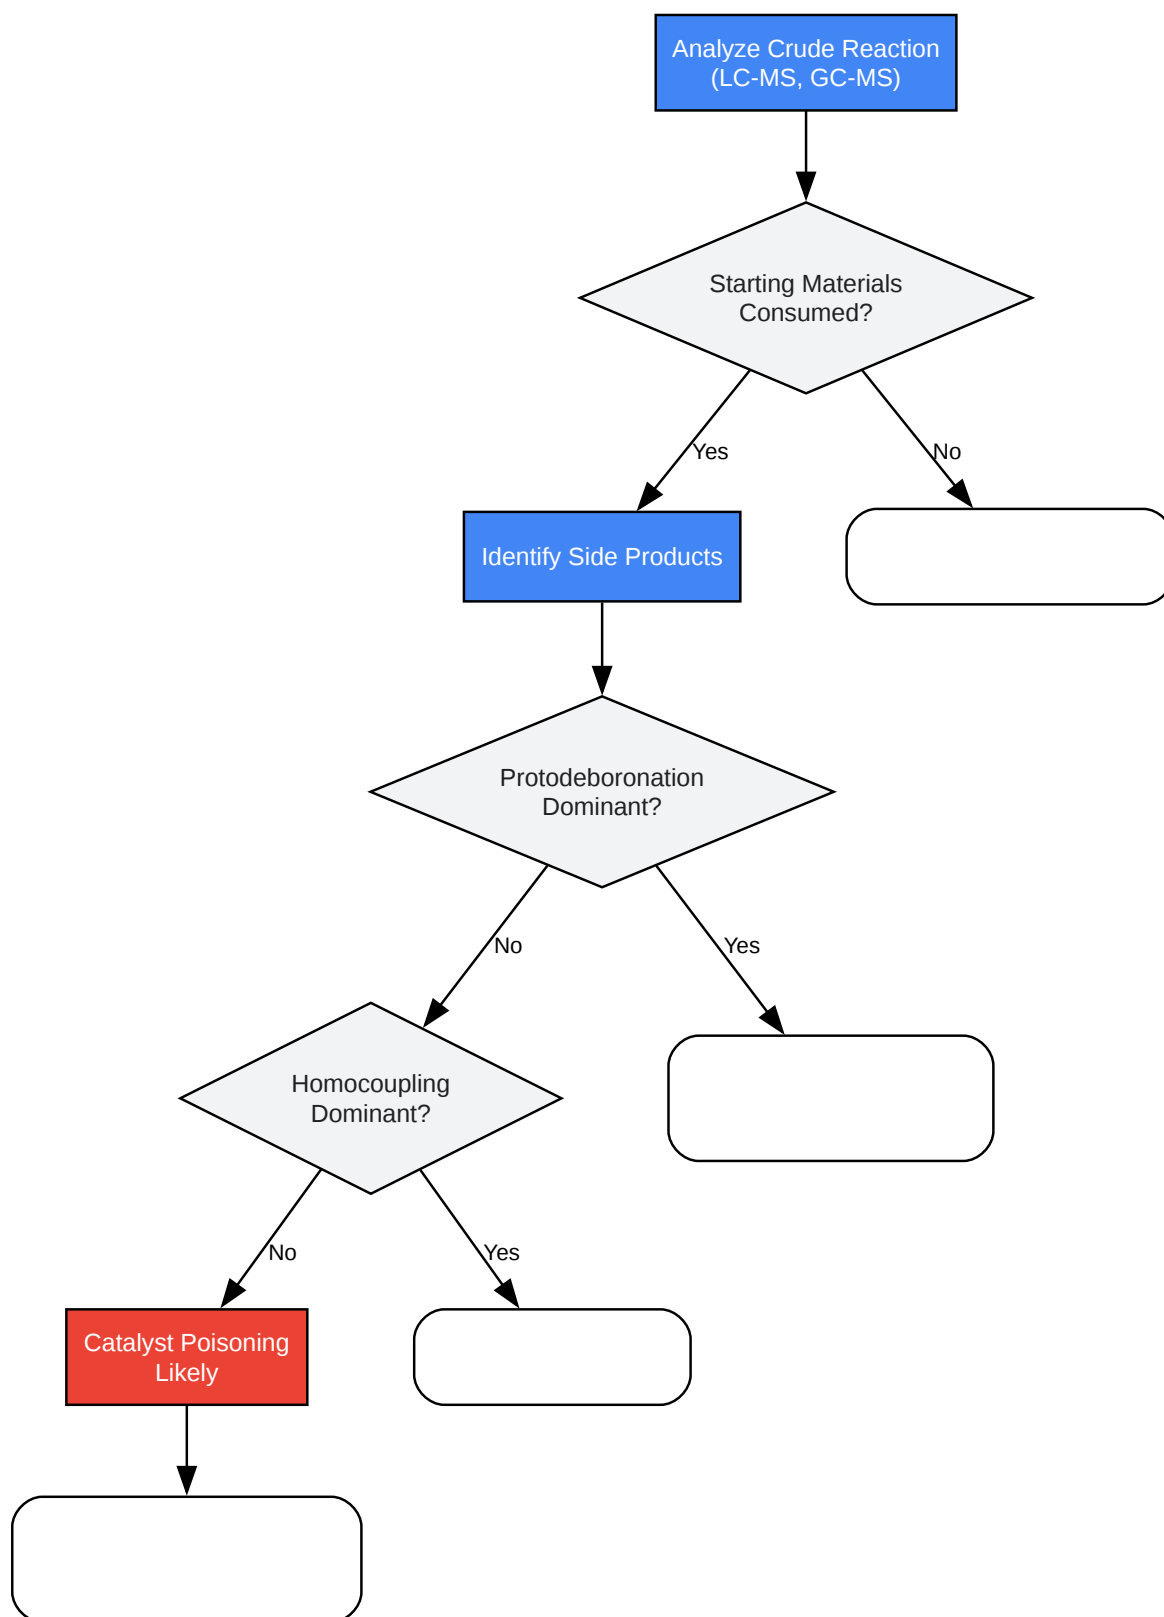 Analyze Crude Reaction
(LC-MS, GC-MS)
Starting Materials
Consumed?
Yes
No
Identify Side Products
Protodeboronation
Dominant?
No
Yes
Homocoupling
Dominant?
No
Yes
Catalyst Poisoning
Likely